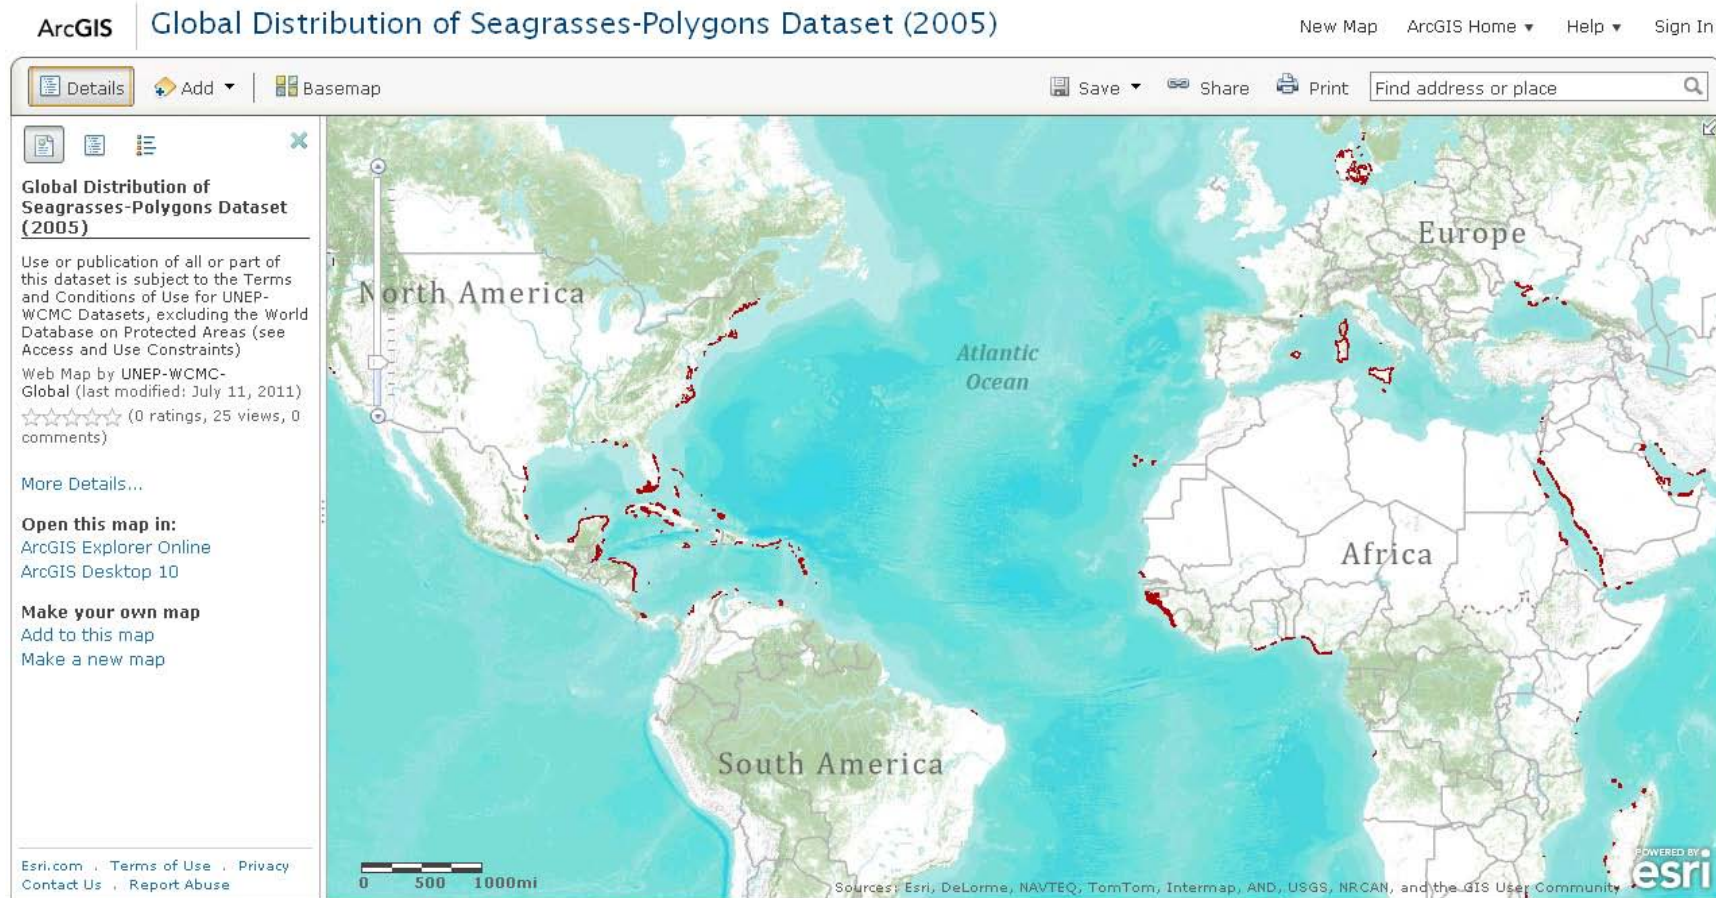 ArcGIS
Global Distribution of Seagrasses-Polygons Dataset (2005)
New Map ArcGIS Home Help Sign In
Details Add Basemap
Save Share Print Find address or place
Global Distribution of
Seagrasses-Polygons Dataset
(2005)
Use or publication of all or part of
this dataset is subject to the Terms
and Conditions of Use for UNEP-
WCMC Datasets, excluding the World
Database on Protected Areas (see
Access and Use Constraints)
Web Map by UNEP-WCMC-
Global (last modified: July 11, 2011)
(0 ratings, 25 views, 0
comments)
More Details...
Open this map in:
ArcGIS Explorer Online
ArcGIS Desktop 10
Make your own map
Add to this map
Make a new map
Esri.com . Terms of Use . Privacy
Contact Us . Report Abuse
Europe
North America
Atlantic
Ocean
Africa
South America
0 500 1000mi
Sources: Esri, DeLorme, NAVTEQ, TomTom, Intermap, AND, USGS, NRCAN, and the GIS User Community
POWERED BY
esri